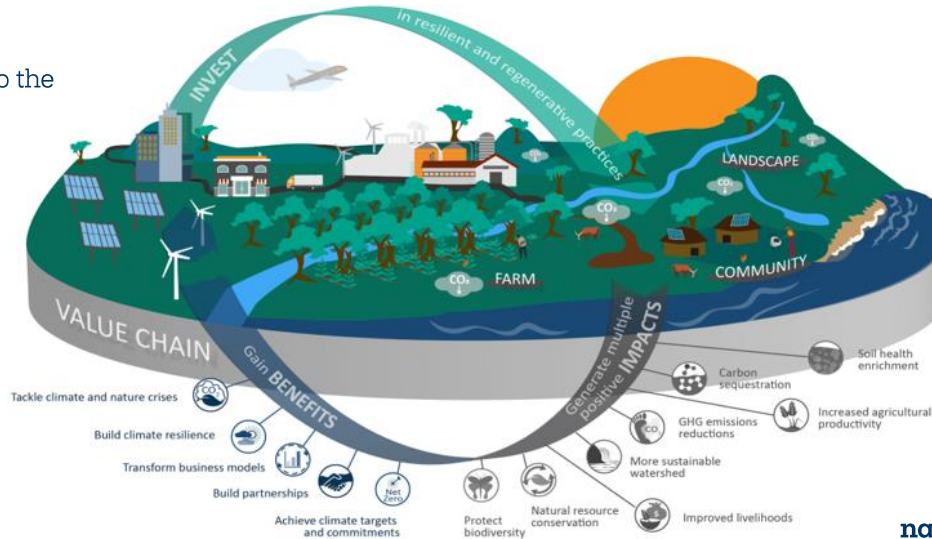 o the
INVEST
in resilient and regenerative practices
LANDSCAPE
CO₂
CO₂
CO₂
CO₂
CO₂
FARM
COMMUNITY
VALUE CHAIN
Gain BENEFITS
Generate multiple
positive IMPACTS
Tackle climate and nature crises
CO₂
Build climate resilience
Transform business models
Build partnerships
Achieve climate targets
and commitments
Net
Zero
Protect
biodiversity
Natural resource
conservation
Improved livelihoods
More sustainable
watershed
GHG emissions
reductions
CO₂
Carbon
sequestration
Increased agricultural
productivity
Soil health
enrichment
na